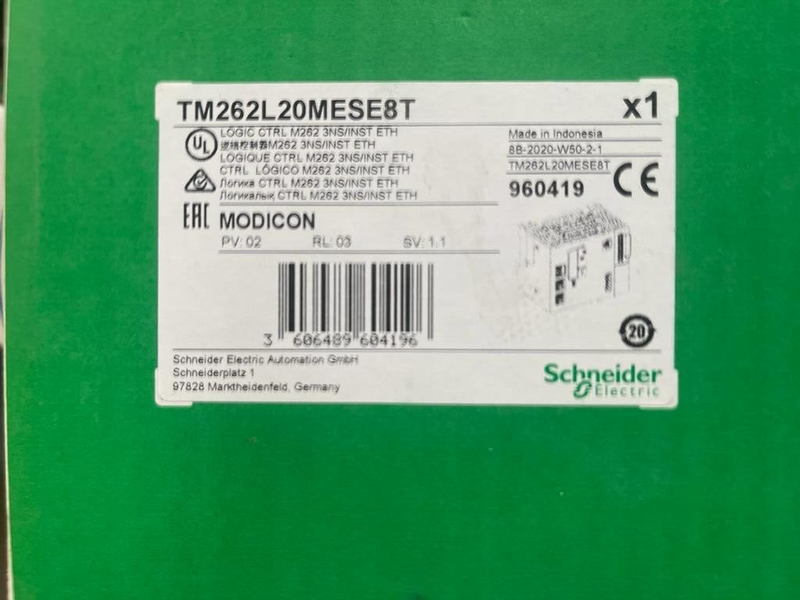 TM262L20MESE8T
x1
UL
LOGIC CTRL M262 3NS/INST ETH
逻辑控制器M262 3NS/INST ETH
LOGIQUE CTRL M262 3NS/INST ETH
CTRL LÓGICO M262 3NS/INST ETH
Логика CTRL M262 3NS/INST ETH
Логикалық CTRL M262 3NS/INST ETH
Made in Indonesia
8B-2020-W50-2-1
TM262L20MESE8T
960419
CE
EAC MODICON
PV: 02 RL: 03 SV: 1.1
3 606489 604196
20
Schneider Electric Automation GmbH
Schneiderplatz 1
97828 Marktheidenfeld, Germany
Schneider
Electric